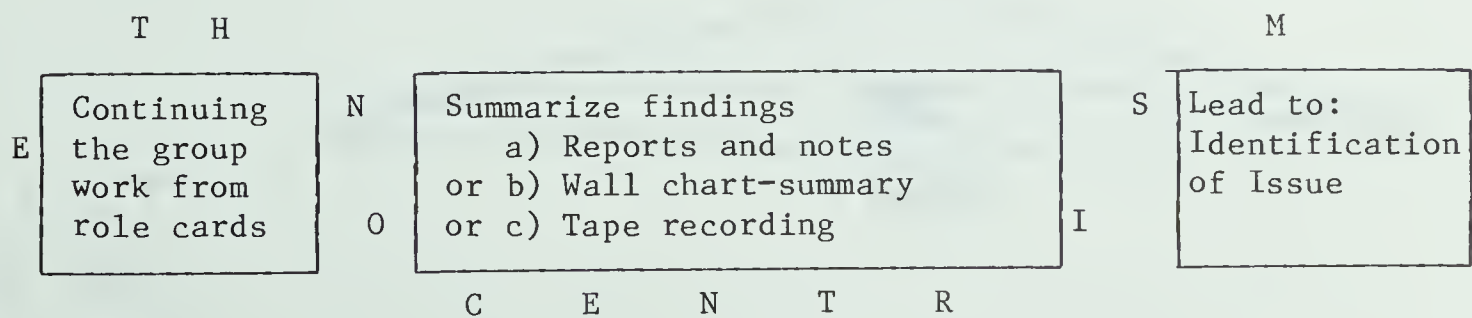 T H
M
E
Continuing
the group
work from
role cards
N
O
Summarize findings
a) Reports and notes
or b) Wall chart-summary
or c) Tape recording
C E N T R
I
S
Lead to:
Identification
of Issue